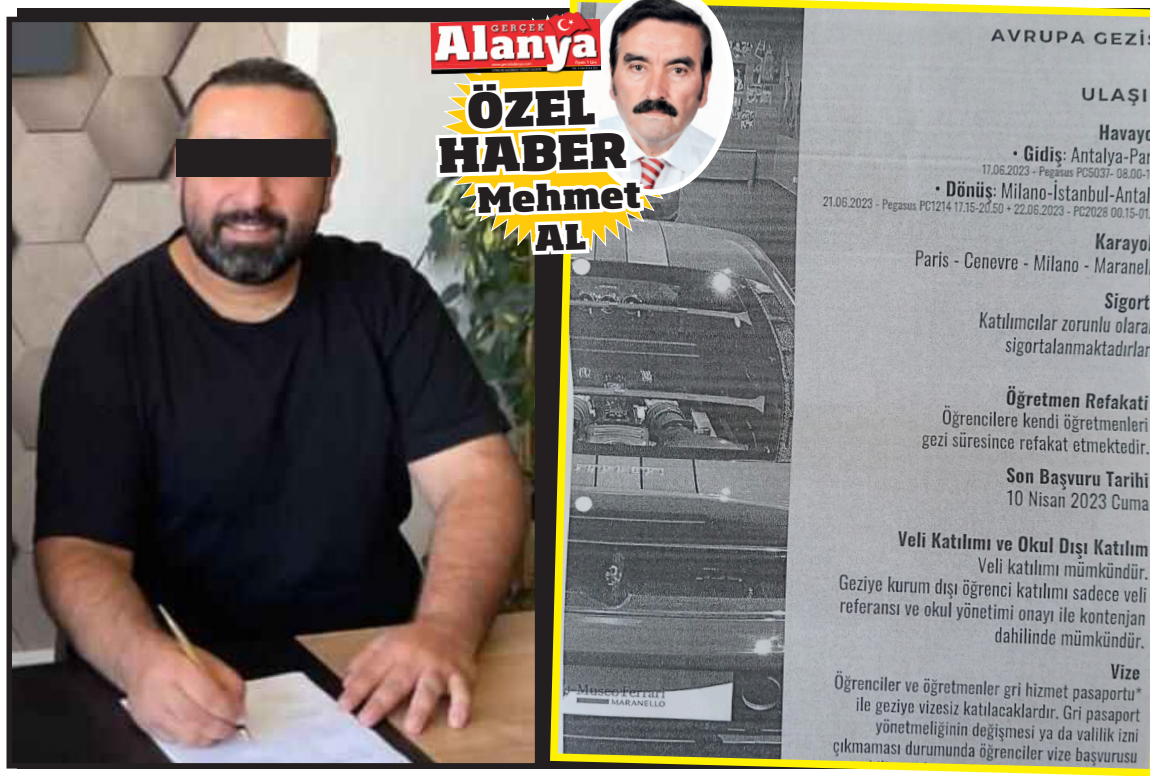 GERÇEK
Alanya
ÖZEL
HABER
Mehmet
AL
AVRUPA GEZİS
ULAŞI
Havayo
• Gidiş: Antalya-Par
17.06.2023 - Pegasus PC5037- 08.00-1
• Dönüş: Milano-İstanbul-Antal
21.06.2023 - Pegasus PC1214 17.15-20.50 + 22.06.2023 - PC2028 00.15-01.
Karayol
Paris - Cenevre - Milano - Maranell
Sigort
Katılımcılar zorunlu olara
sigortalanmaktadırlar
Öğretmen Refakati
Öğrencilere kendi öğretmenleri
gezi süresince refakat etmektedir.
Son Başvuru Tarihi
10 Nisan 2023 Cuma
Veli Katılımı ve Okul Dışı Katılım
Veli katılımı mümkündür.
Geziye kurum dışı öğrenci katılımı sadece veli
referansı ve okul yönetimi onayı ile kontenjan
dahilinde mümkündür.
Vize
Öğrenciler ve öğretmenler gri hizmet pasaportu*
ile geziye vizesiz katılacaklardır. Gri pasaport
yönetmeliğinin değişmesi ya da valilik izni
çıkmaması durumunda öğrenciler vize başvurusu
Museo Ferrari
MARANELLO